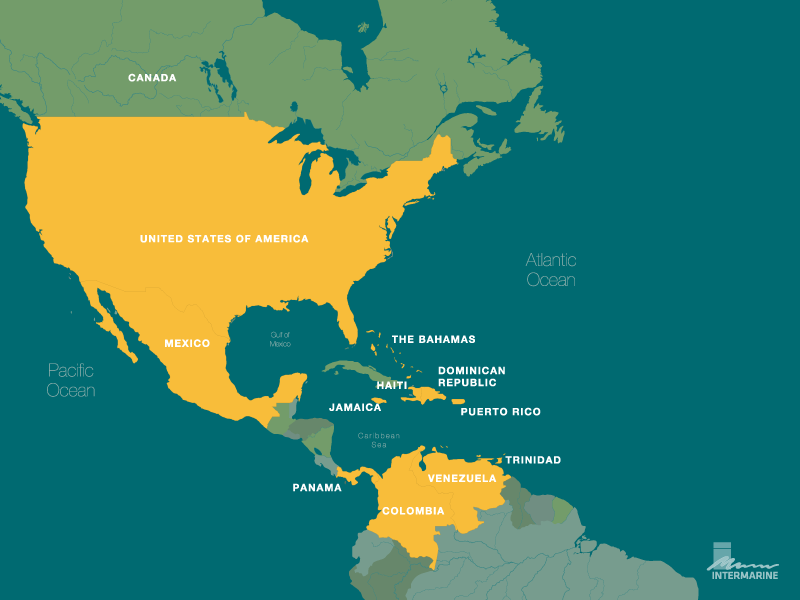 CANADA
UNITED STATES OF AMERICA
Atlantic
Ocean
Gulf of
Mexico
THE BAHAMAS
MEXICO
Pacific
Ocean
DOMINICAN
REPUBLIC
HAITI
JAMAICA
PUERTO RICO
Caribbean
Sea
TRINIDAD
VENEZUELA
PANAMA
COLOMBIA
INTERMARINE